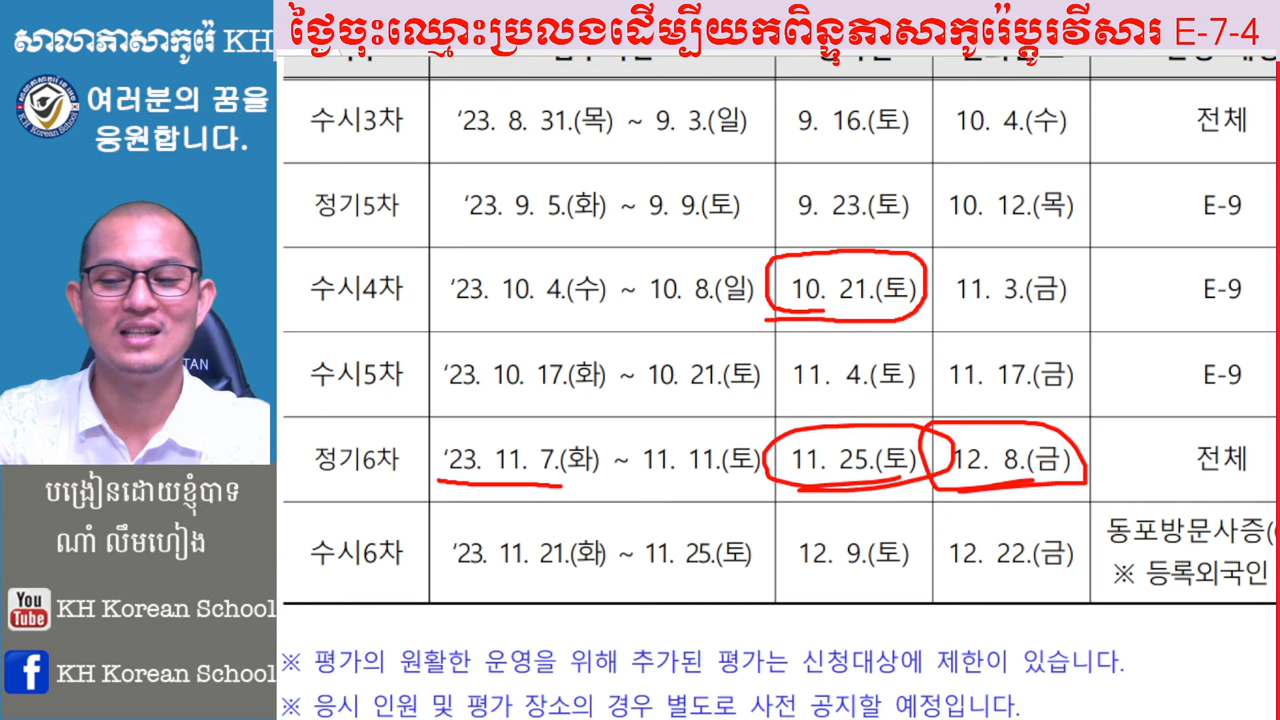 សាលាភាសាកូរ៉េ KH
ថ្ងៃចុះឈ្មោះប្រលងដើម្បីយកពិន្ទុភាសាកូរ៉េប្តូរវីសារ E-7-4
여러분의 꿈을
응원합니다.
KH Korean School
수시3차 ‘23. 8. 31.(목) ~ 9. 3.(일) 9. 16.(토) 10. 4.(수) 전체
정기5차 ‘23. 9. 5.(화) ~ 9. 9.(토) 9. 23.(토) 10. 12.(목) E-9
수시4차 ‘23. 10. 4.(수) ~ 10. 8.(일) 10. 21.(토) 11. 3.(금) E-9
수시5차 ‘23. 10. 17.(화) ~ 10. 21.(토) 11. 4.(토) 11. 17.(금) E-9
정기6차 ‘23. 11. 7.(화) ~ 11. 11.(토) 11. 25.(토) 12. 8.(금) 전체
수시6차 ‘23. 11. 21.(화) ~ 11. 25.(토) 12. 9.(토) 12. 22.(금) 동포방문사증(
※ 등록외국인
※ 평가의 원활한 운영을 위해 추가된 평가는 신청대상에 제한이 있습니다.
※ 응시 인원 및 평가 장소의 경우 별도로 사전 공지할 예정입니다.
TAN
បង្រៀនដោយខ្ញុំបាទ
ណាំ លឹមហៀង
You Tube KH Korean School
f KH Korean School